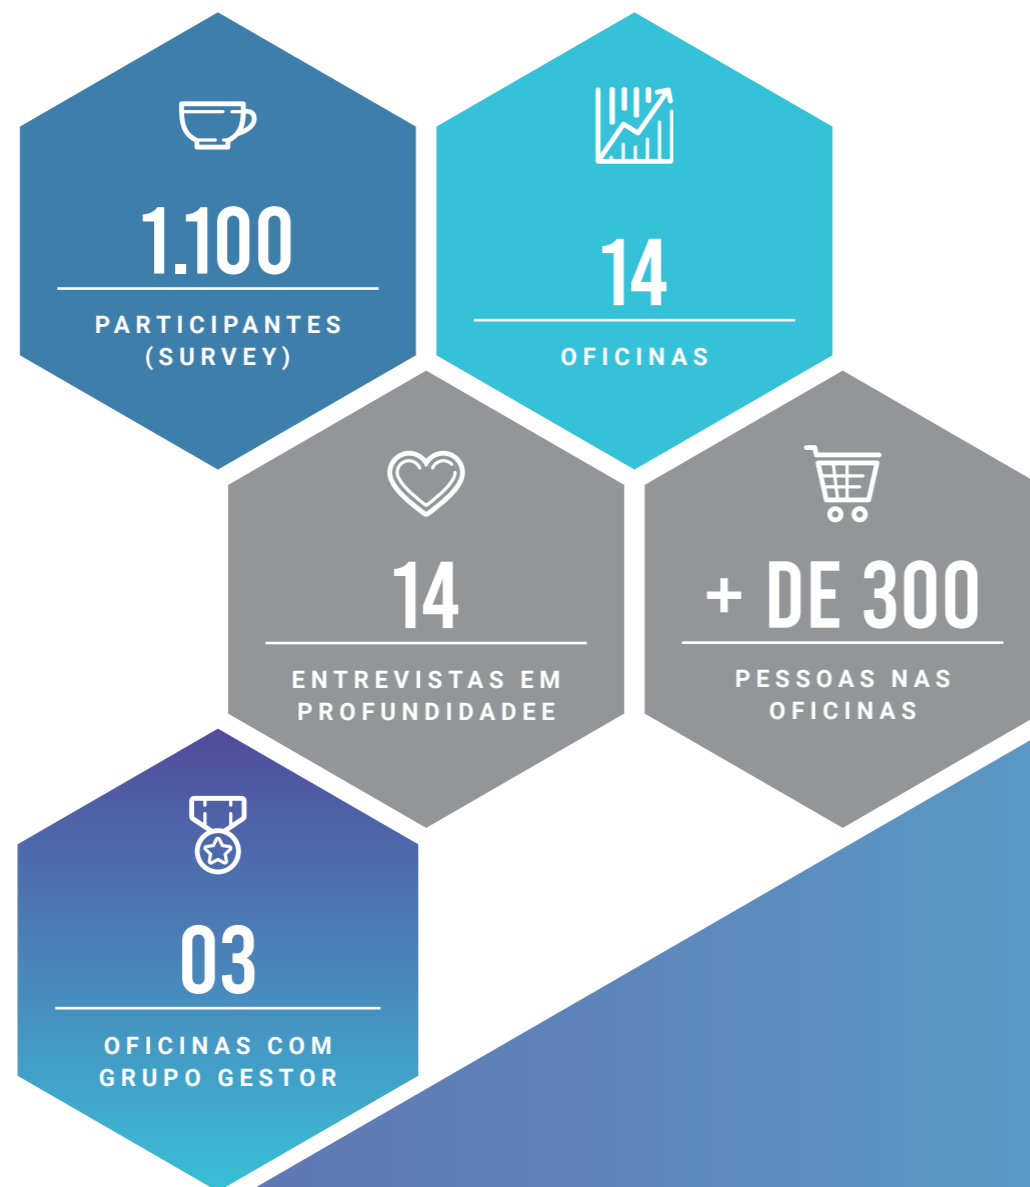 1.100
PARTICIPANTES
(SURVEY)
14
OFICINAS
14
ENTREVISTAS EM
PROFUNDIDADEE
+ DE 300
PESSOAS NAS
OFICINAS
03
OFICINAS COM
GRUPO GESTOR